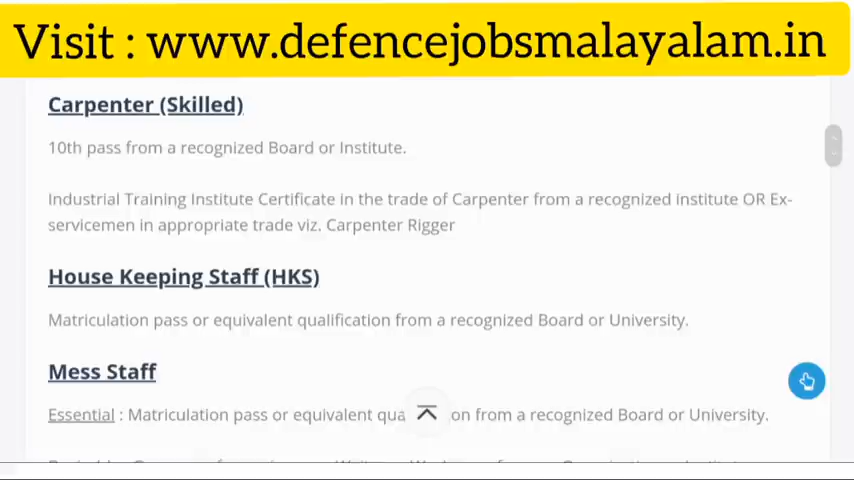 Visit : www.defencejobsmalayalam.in
Carpenter (Skilled)
10th pass from a recognized Board or Institute.
Industrial Training Institute Certificate in the trade of Carpenter from a recognized institute OR Ex-
servicemen in appropriate trade viz. Carpenter Rigger
House Keeping Staff (HKS)
Matriculation pass or equivalent qualification from a recognized Board or University.
Mess Staff
Essential : Matriculation pass or equivalent qua on from a recognized Board or University.